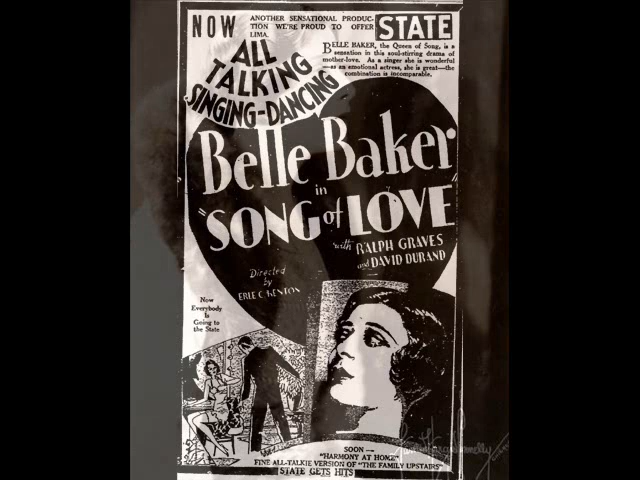 NOW
ANOTHER SENSATIONAL PRODUC-
TION WE'RE PROUD TO OFFER
LIMA.
STATE
ALL
TALKING
SINGING-DANCING
BELLE BAKER, the Queen of Song, is a
sensation in this soul-stirring drama of
mother-love. As a singer she is wonderful
—as an emotional actress, she is great—the
combination is incomparable.
Belle Baker
in
"SONG of LOVE"
with RALPH GRAVES
and DAVID DURAND
Directed
by
ERLE C. KENTON
Now
Everybody
Is
Going to
the State
SOON —
"HARMONY AT HOME"
FINE ALL-TALKIE VERSION OF "THE FAMILY UPSTAIRS"
STATE GETS HITS